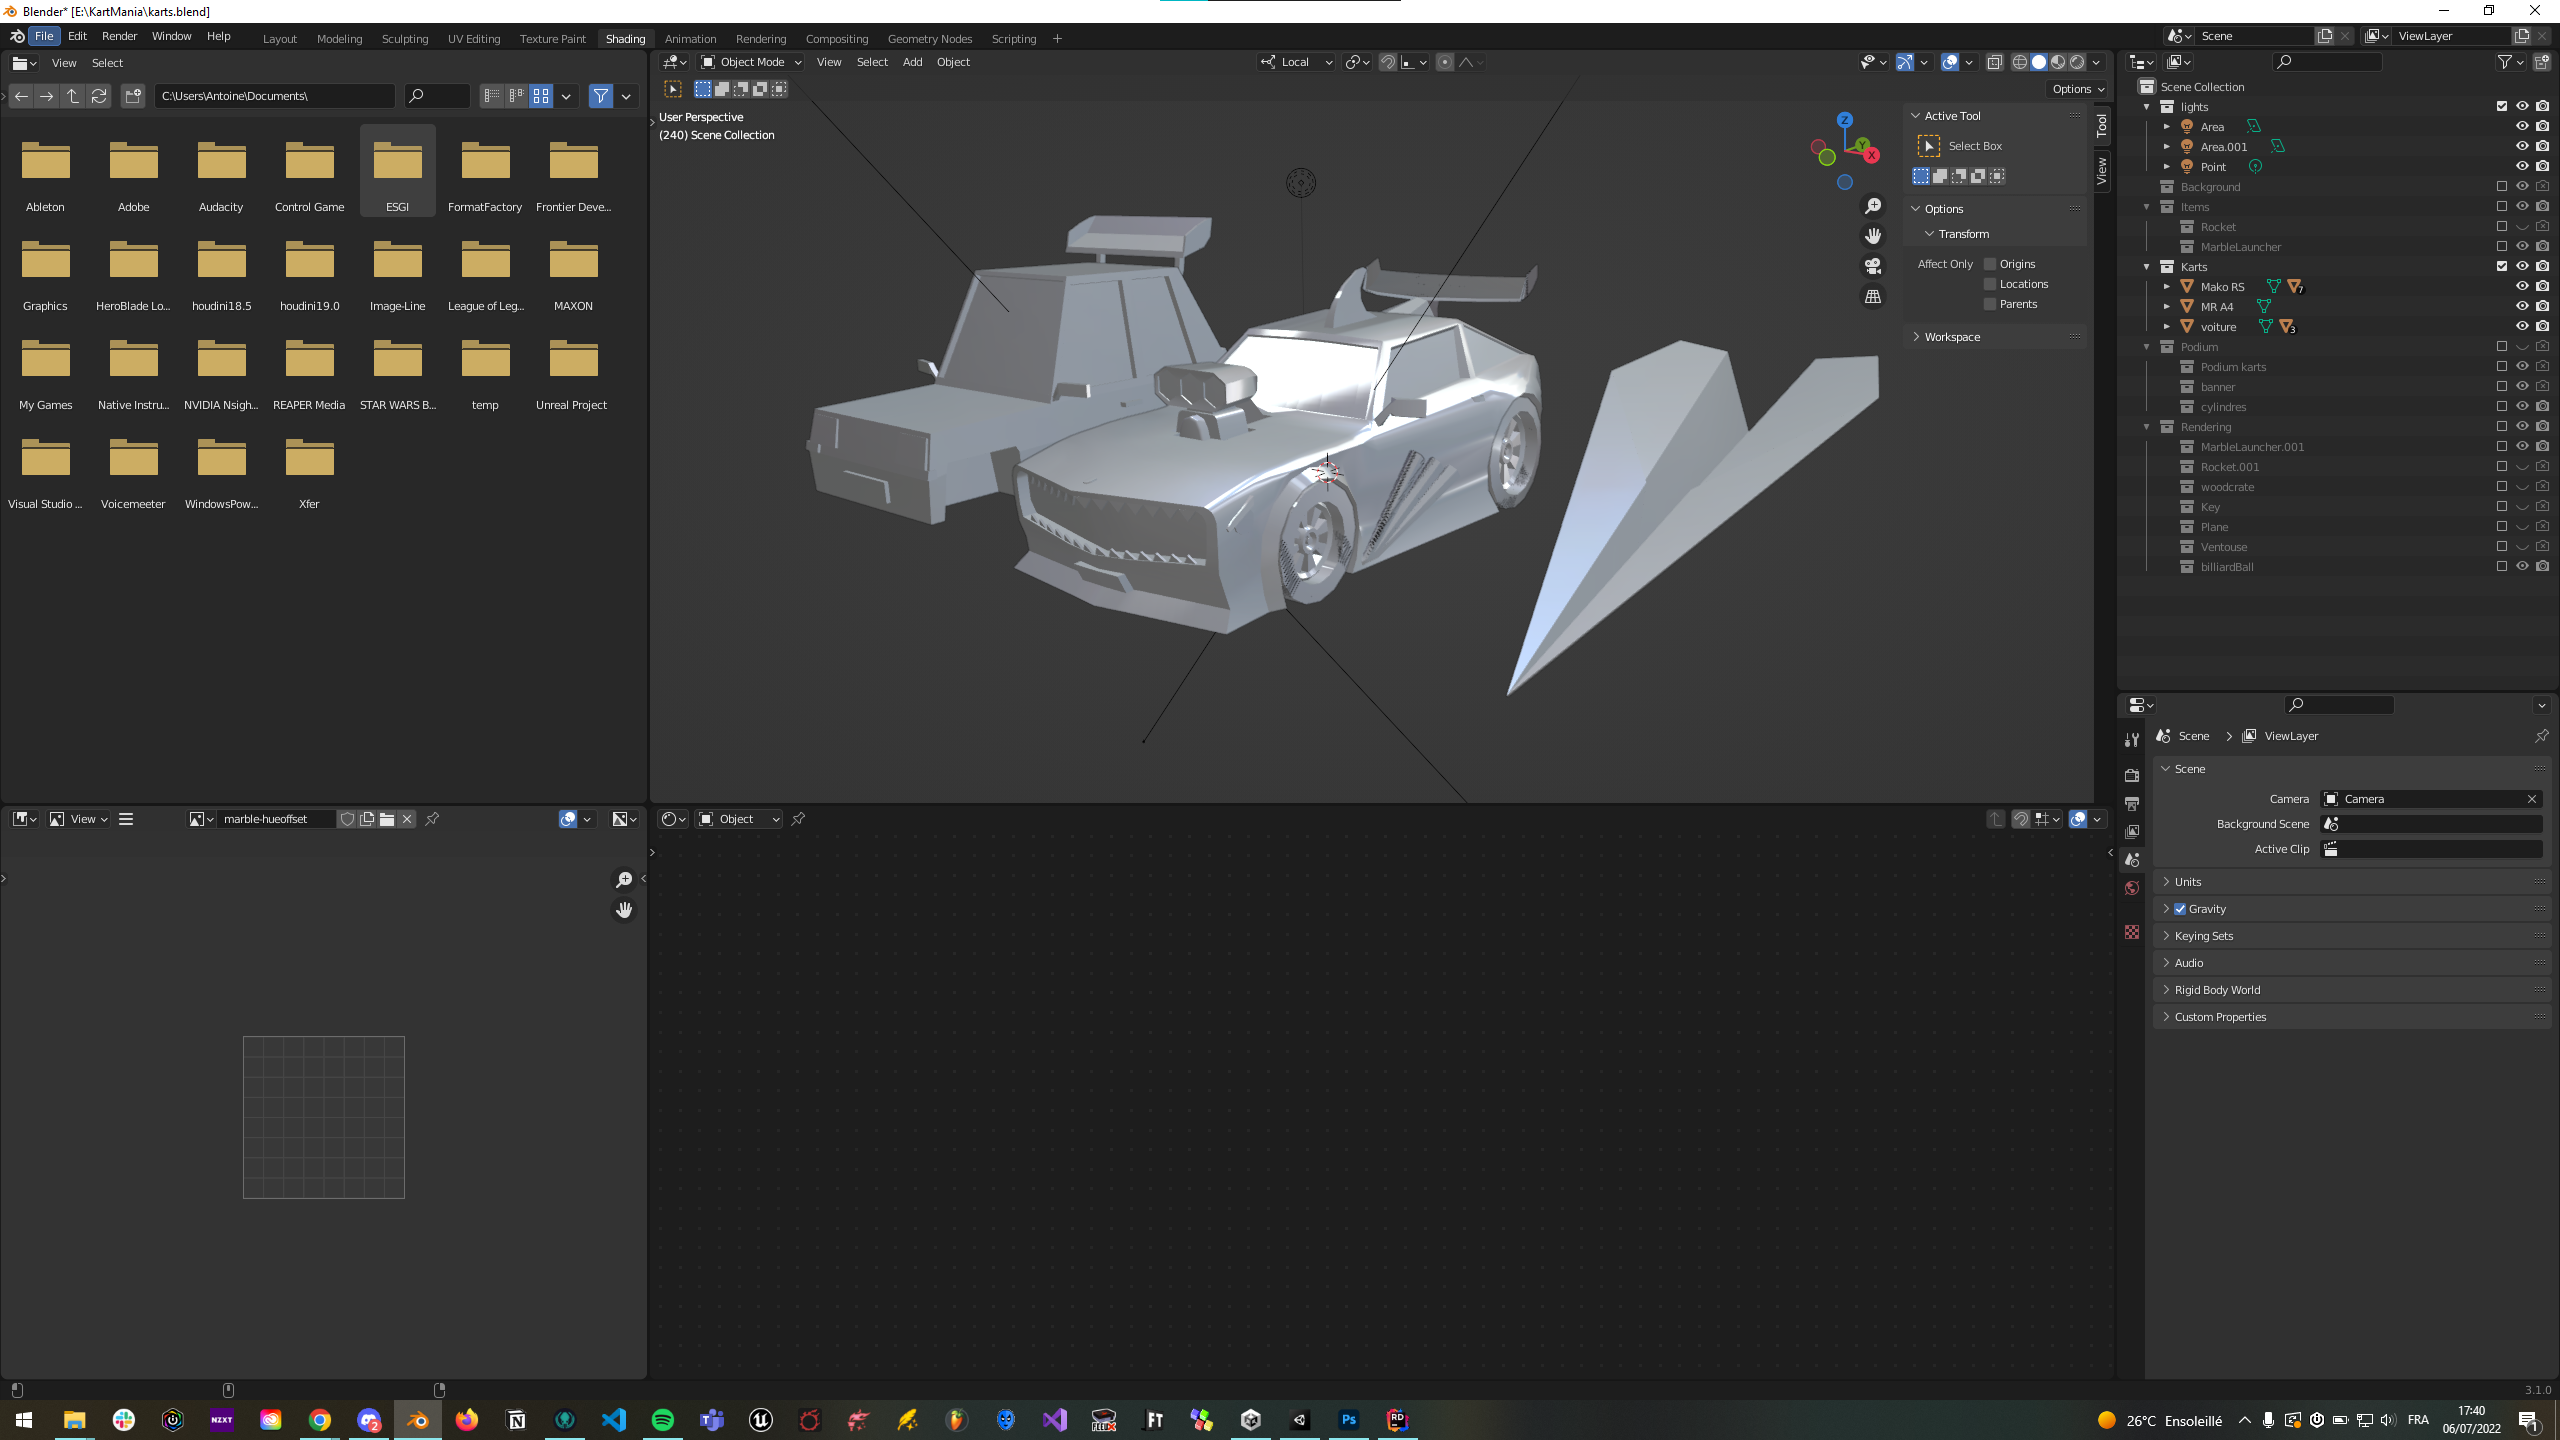 Blender* [E:\KartMania\karts.blend]
File Edit Render Window Help Layout Modeling Sculpting UV Editing Texture Paint Shading Animation Rendering Compositing Geometry Nodes Scripting + Scene ViewLayer
View Select
C:\Users\Antoine\Documents\
Ableton Adobe Audacity Control Game ESGI FormatFactory Frontier Deve...
Graphics HeroBlade Lo... houdini18.5 houdini19.0 Image-Line League of Leg... MAXON
My Games Native Instru... NVIDIA Nsigh... REAPER Media STAR WARS B... temp Unreal Project
Visual Studio ... Voicemeeter WindowsPow... Xfer
Object Mode View Select Add Object Local
Options
User Perspective
(240) Scene Collection
Z
Y
X
Active Tool
Select Box
Options
Transform
Affect Only Origins
Locations
Parents
Workspace
Tool
View
Scene Collection
lights
Area
Area.001
Point
Background
Items
Rocket
MarbleLauncher
Karts
Mako RS 7
MR A4
voiture 3
Podium
Podium karts
banner
cylindres
Rendering
MarbleLauncher.001
Rocket.001
woodcrate
Key
Plane
Ventouse
billiardBall
Scene ViewLayer
Scene
Camera Camera
Background Scene
Active Clip
Units
Gravity
Keying Sets
Audio
Rigid Body World
Custom Properties
View marble-hueoffset
Object
3.1.0
NZXT
2
FT
Ps
RD
26°C Ensoleillé FRA 17:40
06/07/2022
1